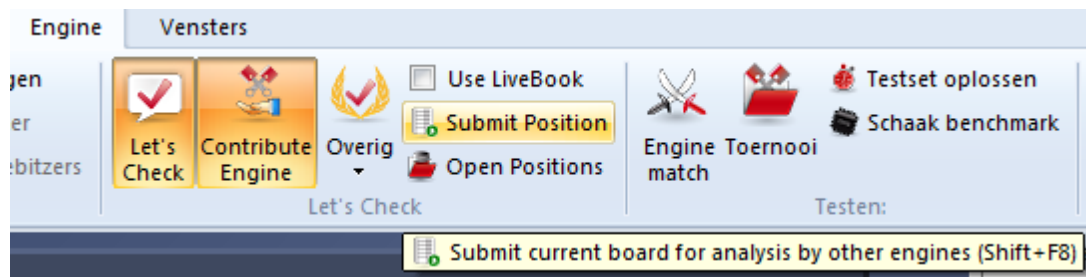 Engine Vensters
Use LiveBook
Testset oplossen
Submit Position
Schaak benchmark
Let's Check
Contribute Engine
Overig
Open Positions
Engine match
Toernooi
Let's Check
Testen:
Submit current board for analysis by other engines (Shift+F8)